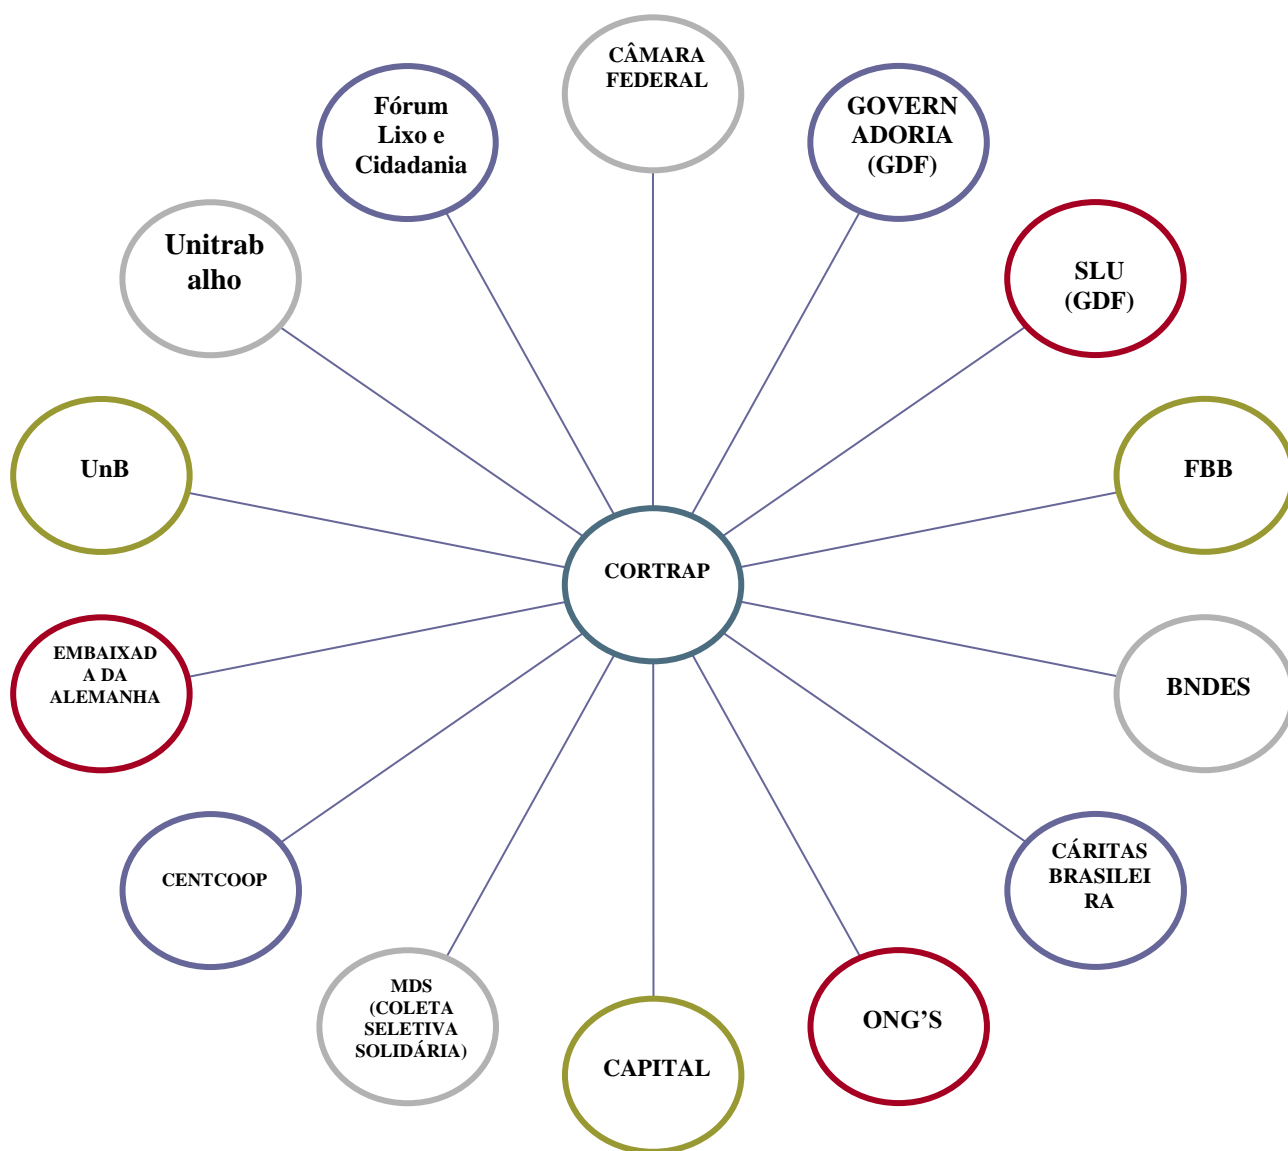 CÂMARA
FEDERAL
Fórum
Lixo e
Cidadania
GOVERN
ADORIA
(GDF)
Unitrab
alho
SLU
(GDF)
UnB
FBB
CORTRAP
EMBAIXAD
A DA
ALEMANHA
BNDES
CENTCOOP
CÁRITAS
BRASILEI
RA
MDS
(COLETA
SELETIVA
SOLIDÁRIA)
ONG’S
CAPITAL